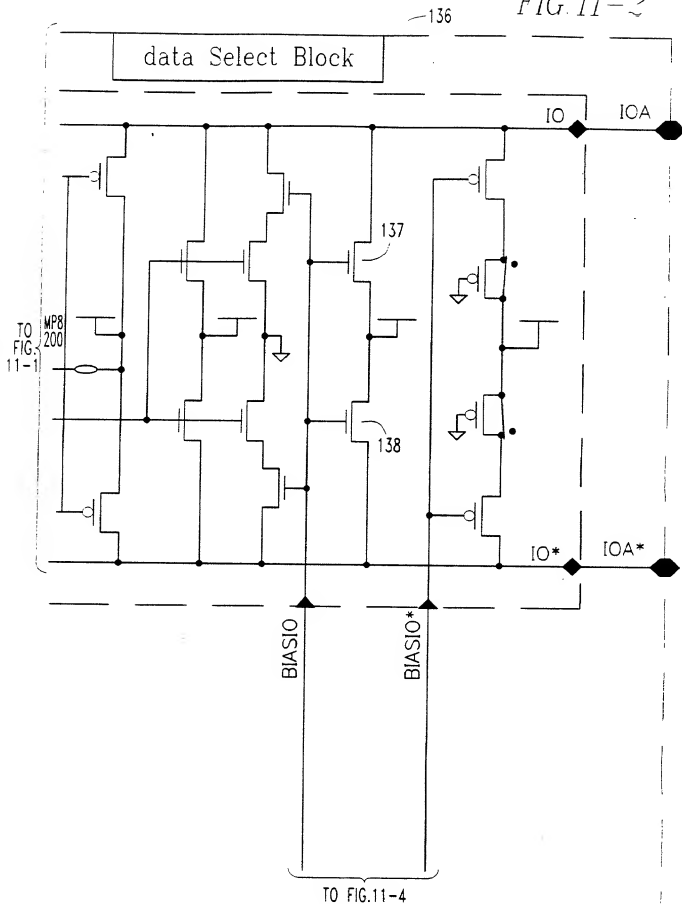 136
FIG. 11-2
data Select Block
IO
IOA
137
MP8
200
TO
FIG.
11-1
138
IO*
IOA*
BIASIO
BIASIO*
TO FIG.11-4